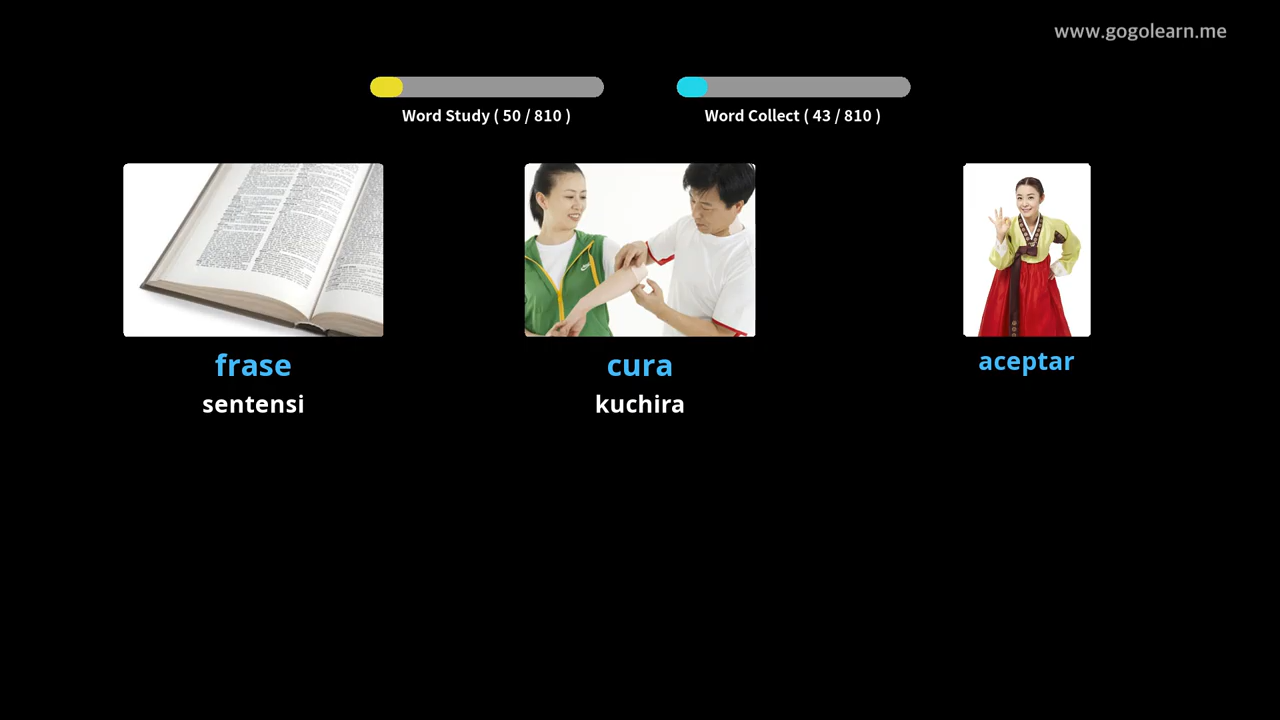 www.gogolearn.me
Word Study ( 50 / 810 )
Word Collect ( 43 / 810 )
frase
cura
aceptar
sentensi
kuchira